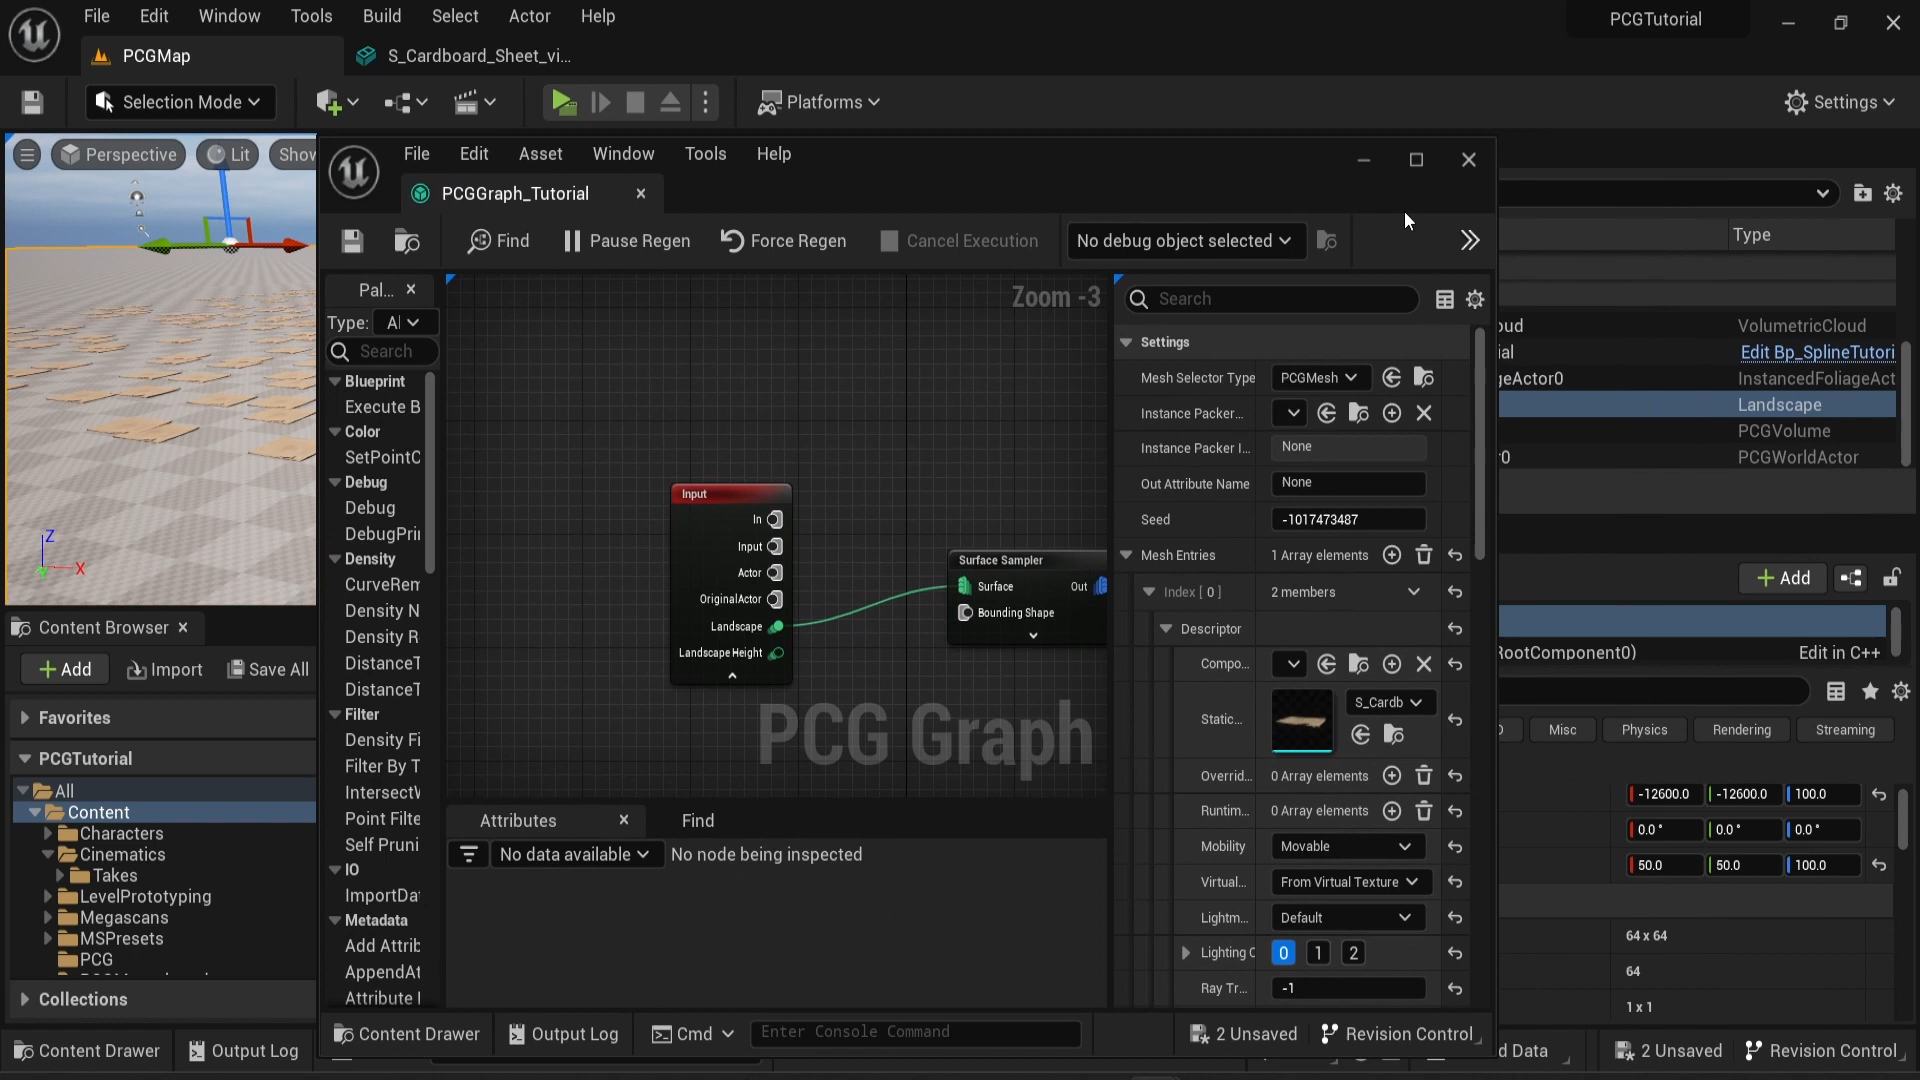 File Edit Window Tools Build Select Actor Help
PCGTutorial
PCGMap
S_Cardboard_Sheet_vi...
Selection Mode
Platforms
Settings
Perspective
Lit
Show
File Edit Asset Window Tools Help
PCGGraph_Tutorial
Find
Pause Regen
Force Regen
Cancel Execution
No debug object selected
Pal...
Type: Al
Search
Blueprint
Execute B
Color
SetPointC
Debug
Debug
DebugPri
Density
CurveRem
Density N
Density R
DistanceT
DistanceT
Filter
Density Fi
Filter By T
Intersect
Point Filte
Self Pruni
IO
ImportDa
Metadata
Add Attrib
AppendAt
Attribute
Zoom -3
Input
In
Input
Actor
OriginalActor
Landscape
Landscape Height
Surface Sampler
Surface
Out
Bounding Shape
PCG Graph
Attributes
Find
No data available
No node being inspected
Search
Settings
Mesh Selector Type PCGMesh
Instance Packer...
Instance Packer I... None
Out Attribute Name None
Seed -1017473487
Mesh Entries 1 Array elements
Index [ 0 ] 2 members
Descriptor
Compo...
Static... S_Cardb
Overrid... 0 Array elements
Runtim... 0 Array elements
Mobility Movable
Virtual... From Virtual Texture
Lightm... Default
Lighting C 0 1 2
Ray Tr... -1
Content Drawer
Output Log
Cmd
Enter Console Command
2 Unsaved
Revision Control
Type
oud VolumetricCloud
ial Edit Bp_SplineTutori
geActor0 InstancedFoliageAct
Landscape
PCGVolume
r0 PCGWorldActor
Add
RootComponent0) Edit in C++
Misc
Physics
Rendering
Streaming
-12600.0 -12600.0 100.0
0.0 ° 0.0 ° 0.0 °
50.0 50.0 100.0
64 x 64
64
1 x 1
Content Browser
Add
Import
Save All
Favorites
PCGTutorial
All
Content
Characters
Cinematics
Takes
LevelPrototyping
Megascans
MSPresets
PCG
Collections
Content Drawer
Output Log
d Data
2 Unsaved
Revision Control
X
Z